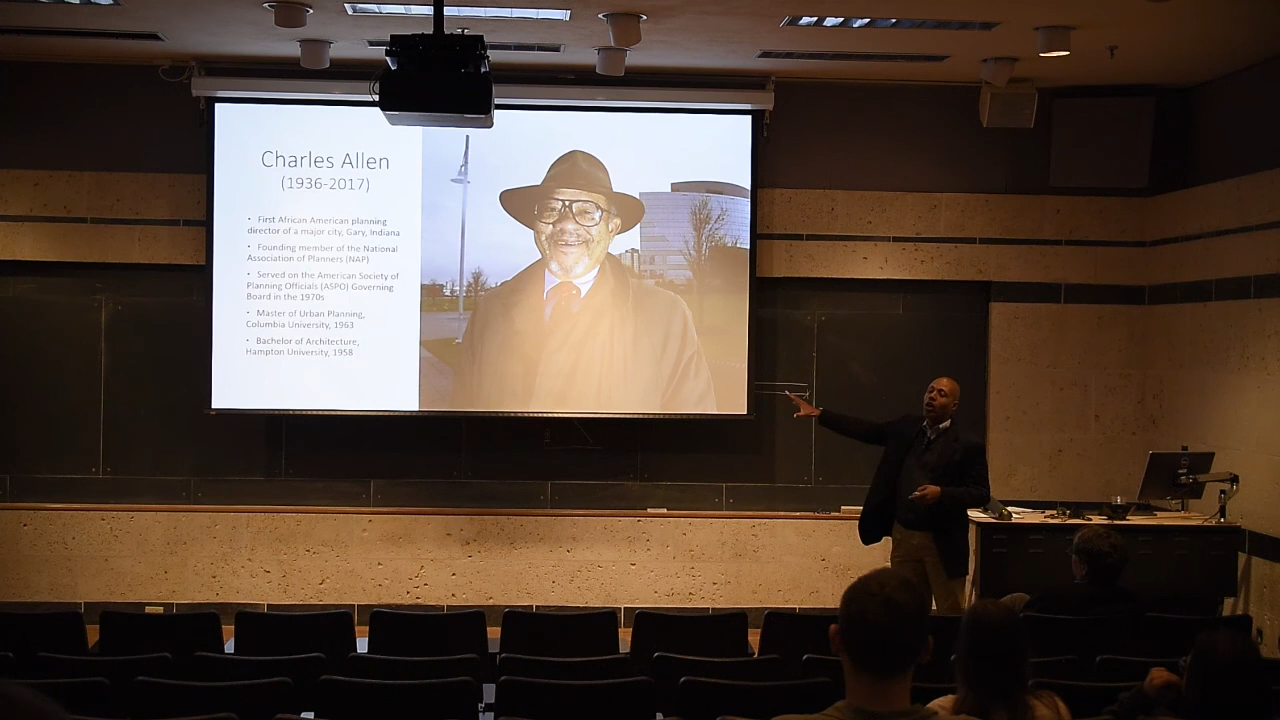 Charles Allen
(1936-2017)
• First African American planning
director of a major city, Gary, Indiana
• Founding member of the National
Association of Planners (NAP)
• Served on the American Society of
Planning Officials (ASPO) Governing
Board in the 1970s
• Master of Urban Planning,
Columbia University, 1963
• Bachelor of Architecture,
Hampton University, 1958